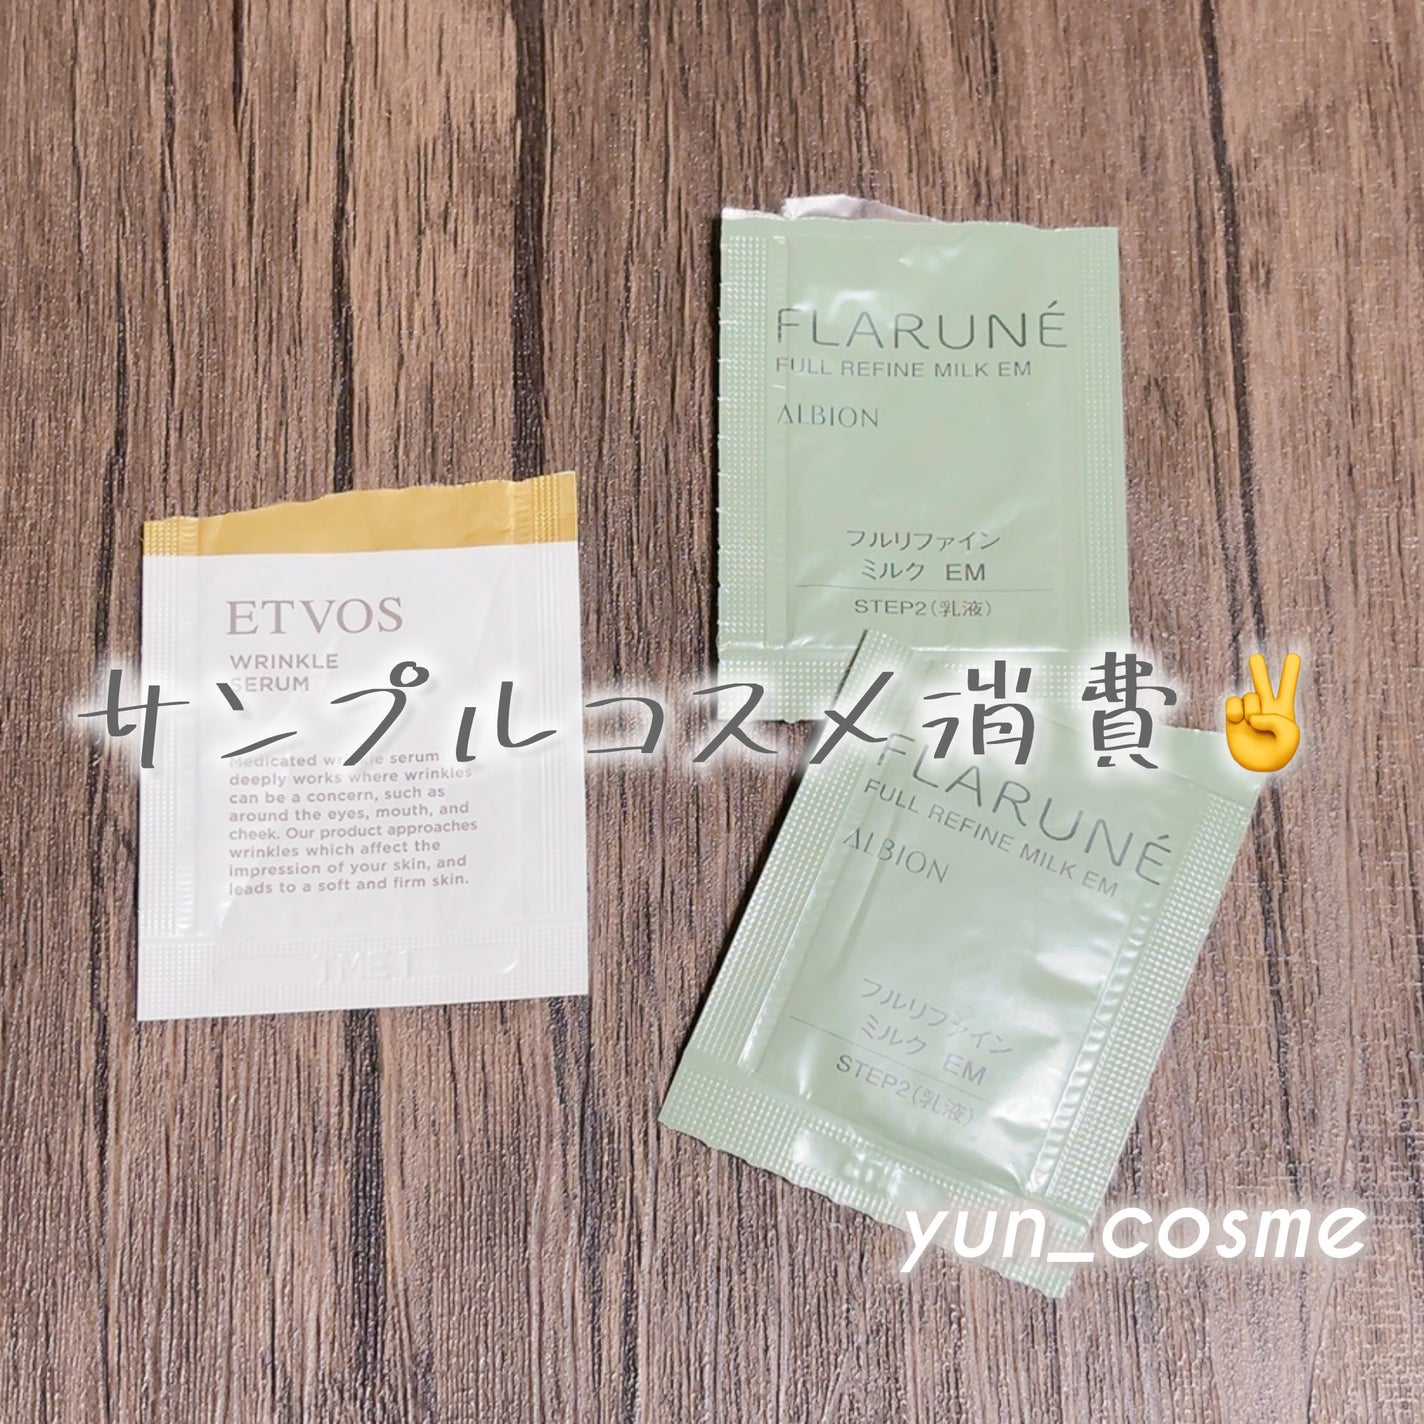 FLARUNÉ
FULL REFINE MILK EM
ALBION
フルリファイン
ミルク EM
STEP2(乳液)
ETVOS
WRINKLE
SERUM
サンプルコスメ消費✌
Medicated wrinkle serum
deeply works where wrinkles
can be a concern, such as
around the eyes, mouth, and
cheek. Our product approaches
wrinkles which affect the
impression of your skin, and
leads to a soft and firm skin.
TME1
FLARUNÉ
FULL REFINE MILK EM
ALBION
フルリファイン
ミルク EM
STEP2(乳液)
yun_cosme